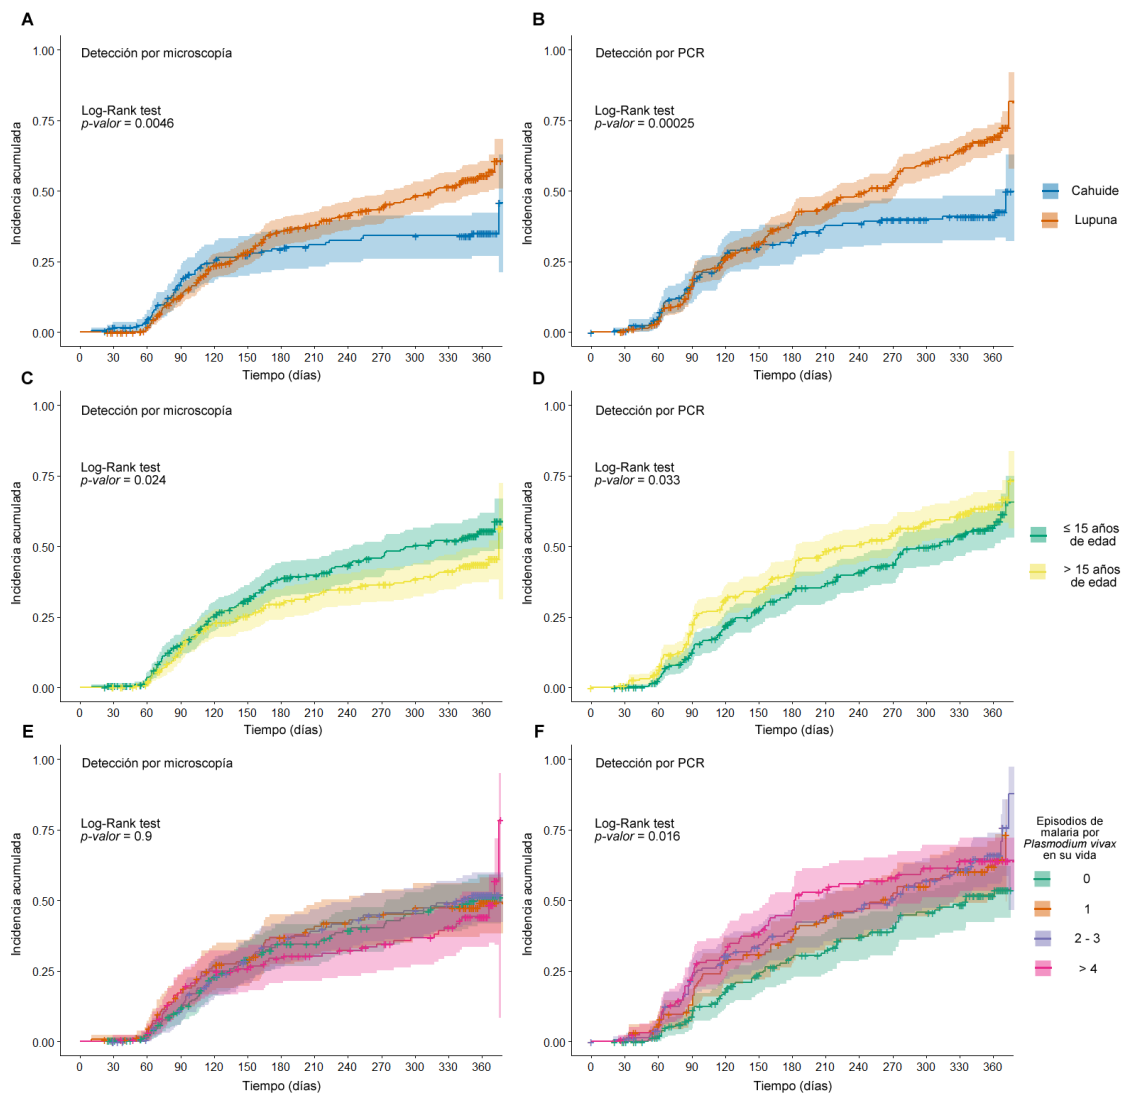 A
Detección por microscopía
Log-Rank test
p-valor = 0.0046
Incidencia acumulada
1.00
0.75
0.50
0.25
0.00
0 30 60 90 120 150 180 210 240 270 300 330 360
Tiempo (días)
B
Detección por PCR
Log-Rank test
p-valor = 0.00025
Incidencia acumulada
1.00
0.75
0.50
0.25
0.00
0 30 60 90 120 150 180 210 240 270 300 330 360
Tiempo (días)
Cahuide
Lupuna
C
Detección por microscopía
Log-Rank test
p-valor = 0.024
Incidencia acumulada
1.00
0.75
0.50
0.25
0.00
0 30 60 90 120 150 180 210 240 270 300 330 360
Tiempo (días)
D
Detección por PCR
Log-Rank test
p-valor = 0.033
Incidencia acumulada
1.00
0.75
0.50
0.25
0.00
0 30 60 90 120 150 180 210 240 270 300 330 360
Tiempo (días)
≤ 15 años
de edad
> 15 años
de edad
E
Detección por microscopía
Log-Rank test
p-valor = 0.9
Incidencia acumulada
1.00
0.75
0.50
0.25
0.00
0 30 60 90 120 150 180 210 240 270 300 330 360
Tiempo (días)
F
Detección por PCR
Log-Rank test
p-valor = 0.016
Incidencia acumulada
1.00
0.75
0.50
0.25
0.00
0 30 60 90 120 150 180 210 240 270 300 330 360
Tiempo (días)
Episodios de
malaria por
Plasmodium vivax
en su vida
0
1
2 - 3
> 4